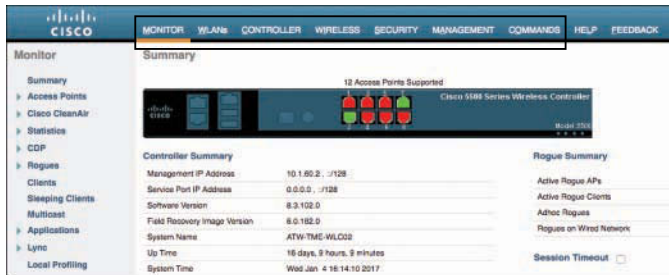 CISCO
MONITOR WLANs CONTROLLER WIRELESS SECURITY MANAGEMENT COMMANDS HELP FEEDBACK
Monitor
Summary
Access Points
Cisco CleanAir
Statistics
CDP
Rogues
Clients
Sleeping Clients
Multicast
Applications
Lync
Local Profiling
Summary
12 Access Points Supported
CISCO
Cisco 5500 Series Wireless Controller
Controller Summary
Management IP Address 10.1.60.2 , ::/128
Service Port IP Address 0.0.0.0 , ::/128
Software Version 8.3.102.0
Field Recovery Image Version 6.0.182.0
System Name ATW-TME-WLC02
Up Time 16 days, 9 hours, 9 minutes
System Time Wed Jan 4 16:14:10 2017
Rogue Summary
Active Rogue APs
Active Rogue Clients
Adhoc Rogues
Rogues on Wired Network
Session Timeout